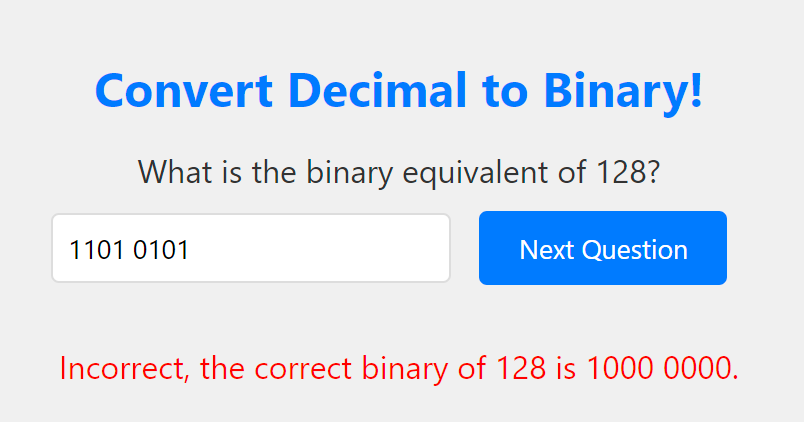 Convert Decimal to Binary!
What is the binary equivalent of 128?
1101 0101
Next Question
Incorrect, the correct binary of 128 is 1000 0000.